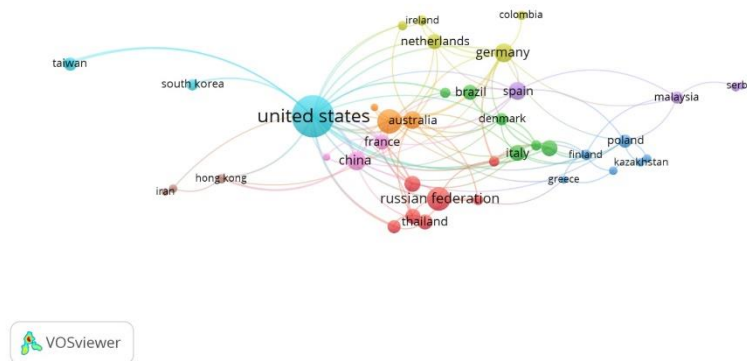 colombia
ireland
netherlands
germany
taiwan
south korea
brazil
spain
malaysia
serb
united states
australia
denmark
france
poland
china
italy
finland
kazakhstan
iran
hong kong
greece
russian federation
thailand
VOSviewer